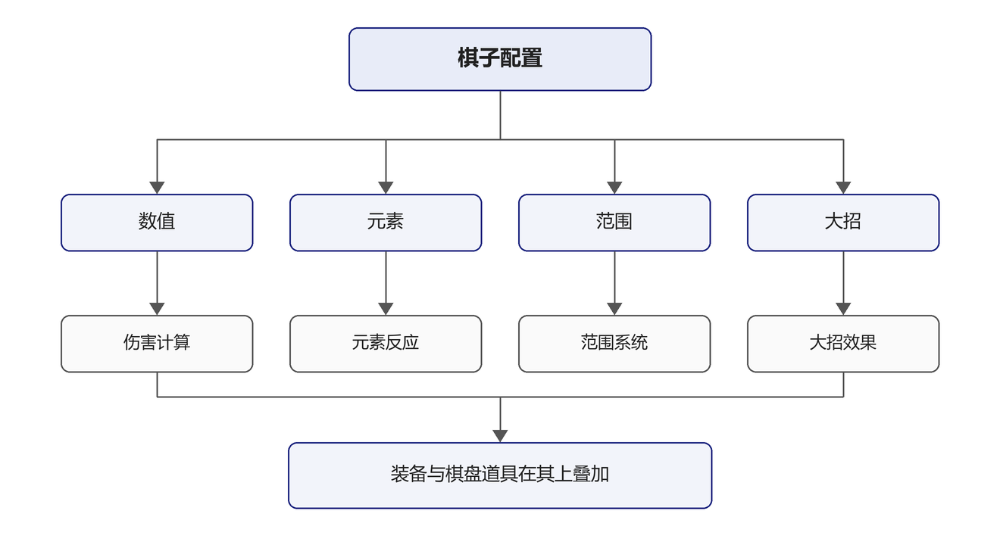 棋子配置
数值
元素
范围
大招
伤害计算
元素反应
范围系统
大招效果
装备与棋盘道具在其上叠加